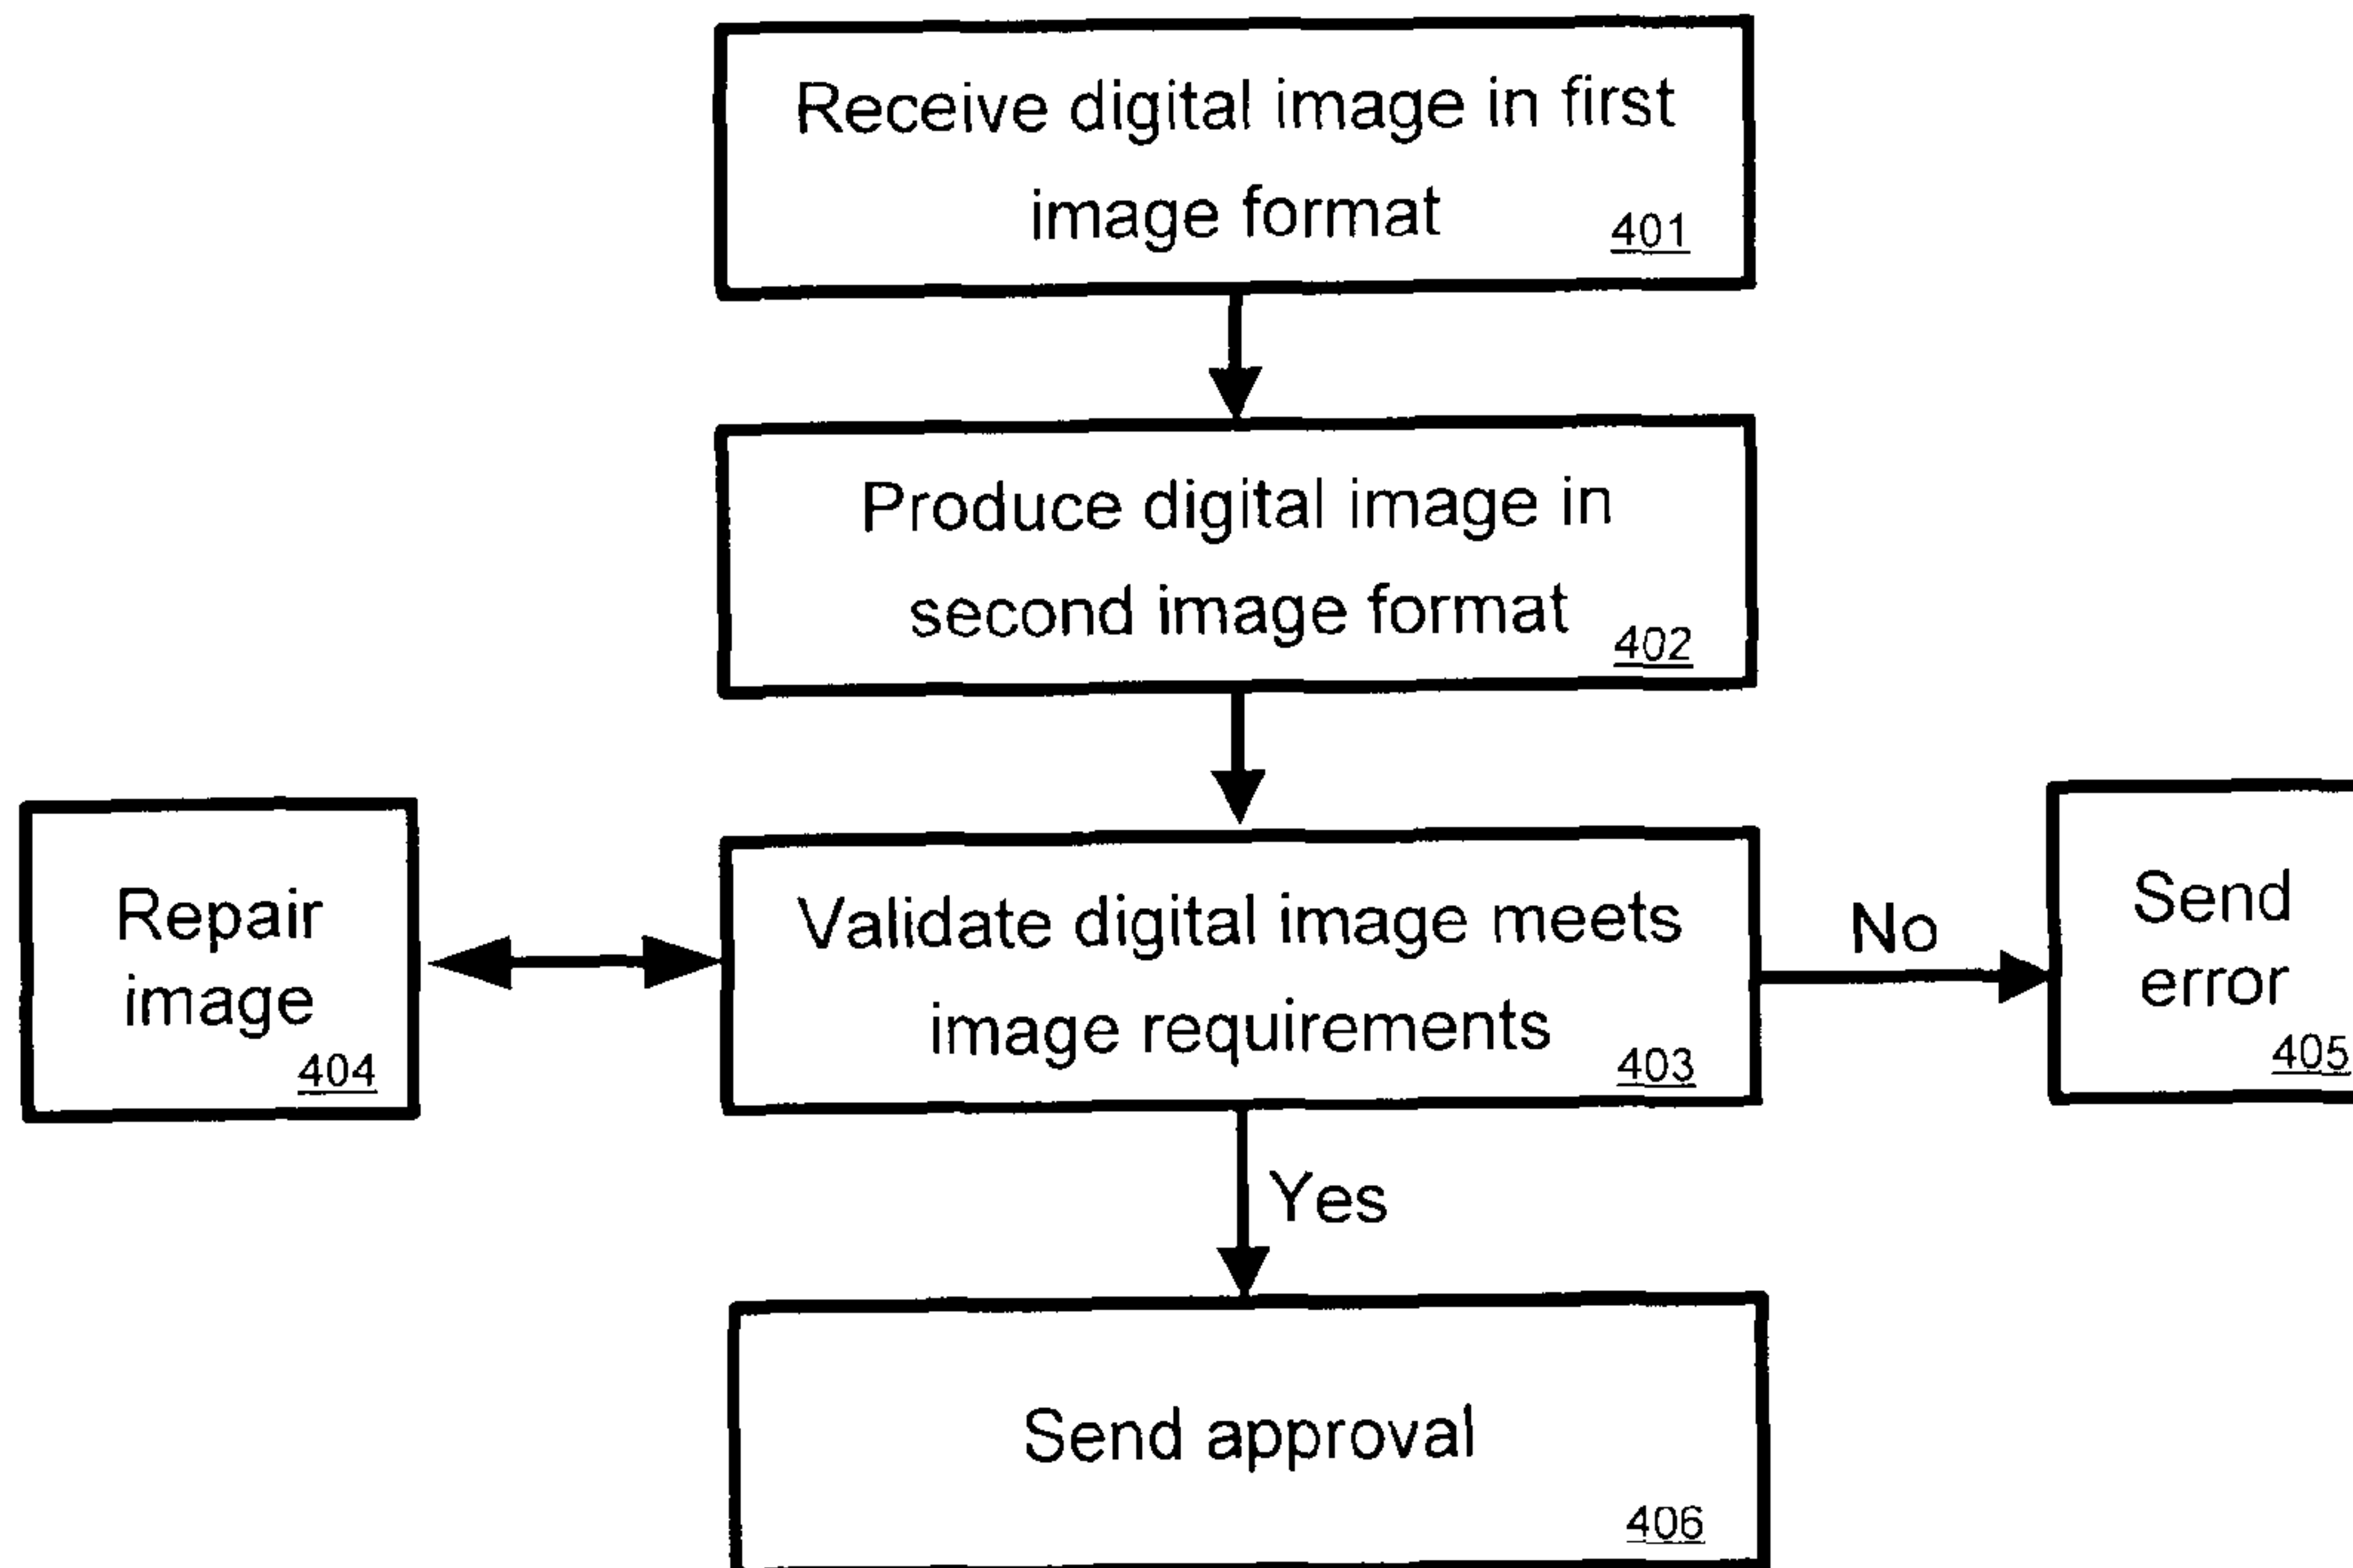 Receive digital image in first
image format
401
Produce digital image in
second image format
402
Repair
image
404
Validate digital image meets
image requirements
403
No
Send
error
405
Yes
Send approval
406